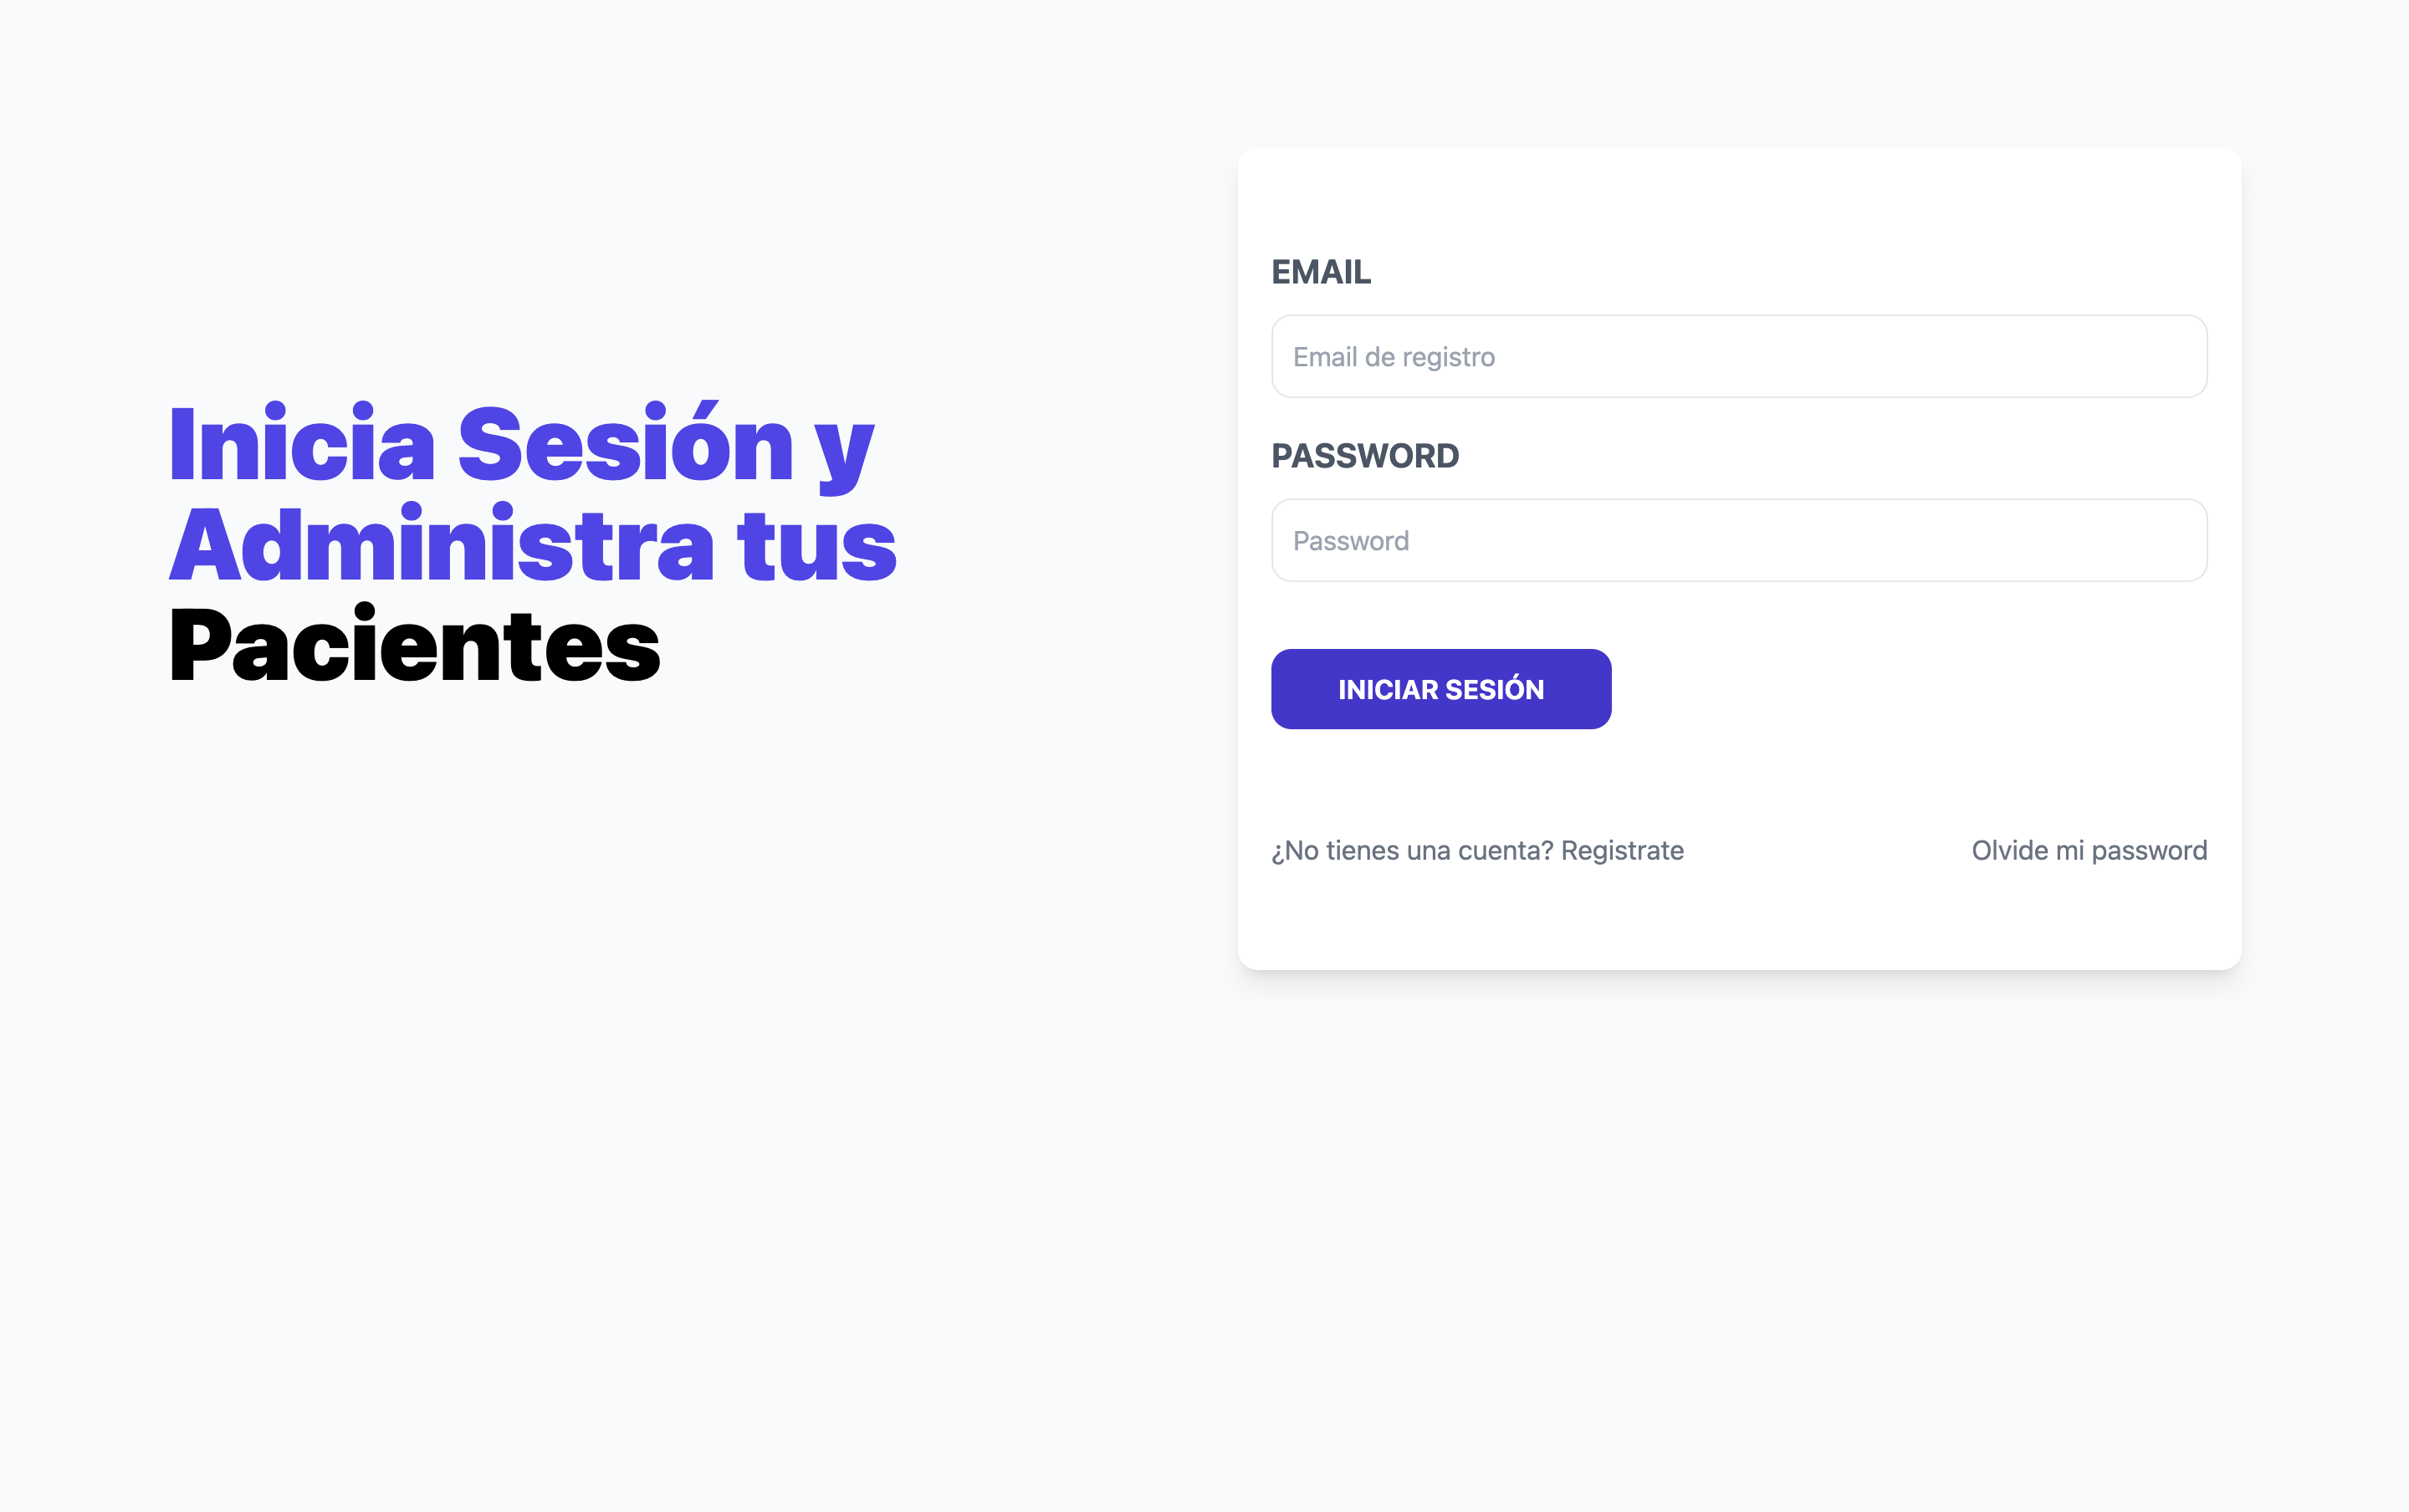 Inicia Sesión y
Administra tus
Pacientes
EMAIL
Email de registro
PASSWORD
Password
INICIAR SESIÓN
¿No tienes una cuenta? Registrate
Olvide mi password